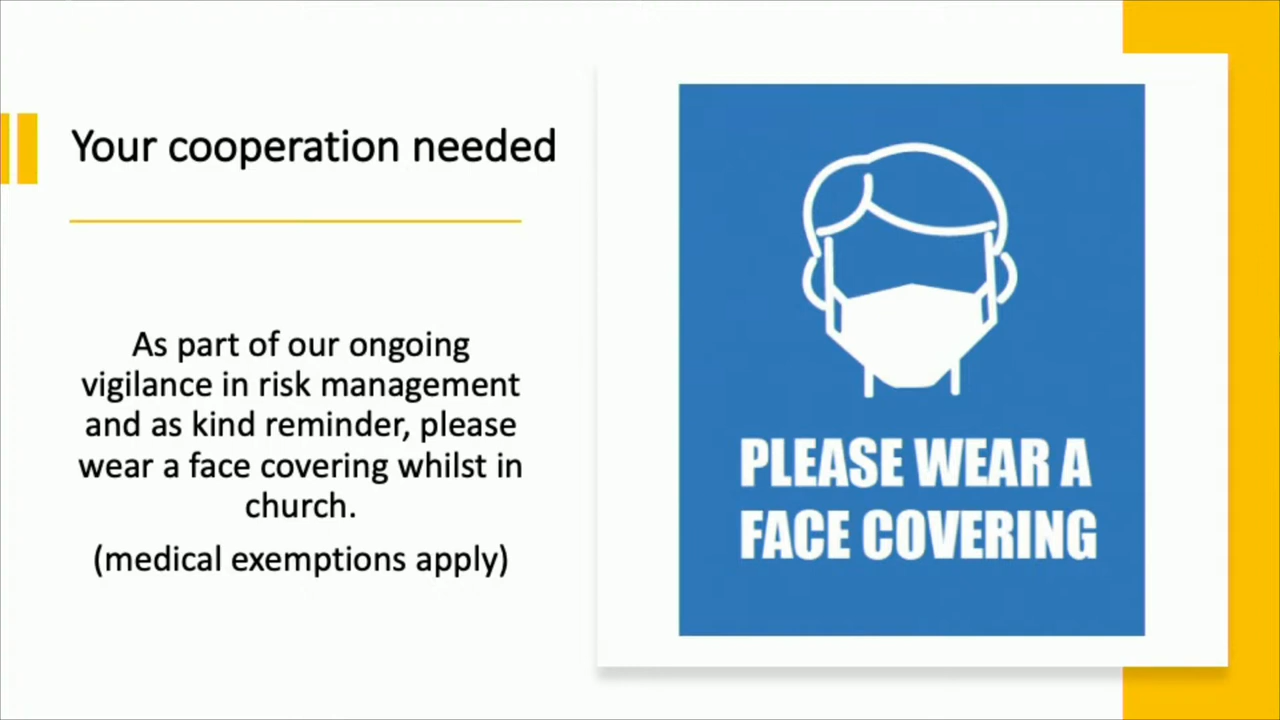 Your cooperation needed
As part of our ongoing
vigilance in risk management
and as kind reminder, please
wear a face covering whilst in
church.
(medical exemptions apply)
PLEASE WEAR A
FACE COVERING